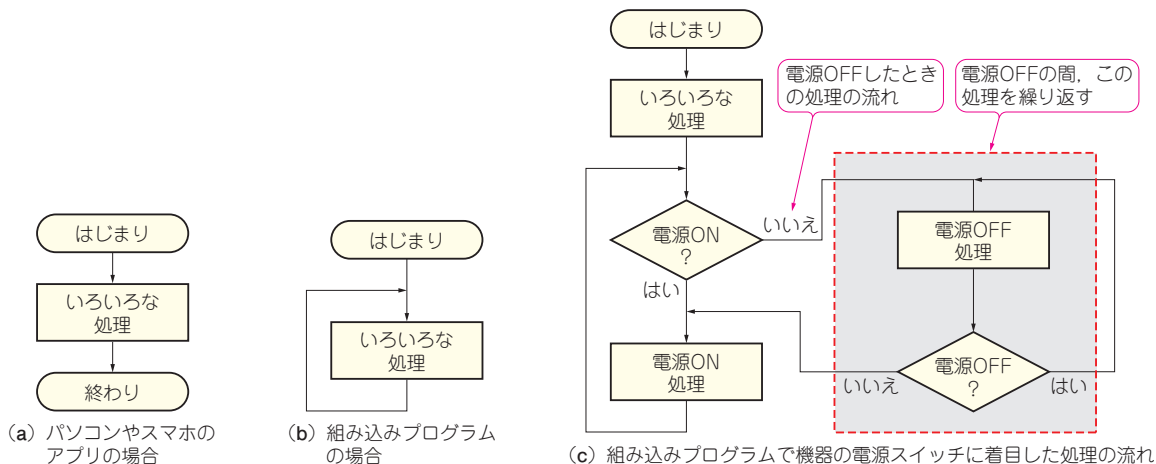 はじまり
いろいろな
処理
終わり
(a) パソコンやスマホの
アプリの場合
はじまり
いろいろな
処理
(b) 組み込みプログラム
の場合
はじまり
いろいろな
処理
電源ON
?
はい
いいえ
電源ON
処理
電源OFFしたとき
の処理の流れ
電源OFFの間，この
処理を繰り返す
電源OFF
処理
電源OFF
?
いいえ
はい
(c) 組み込みプログラムで機器の電源スイッチに着目した処理の流れ